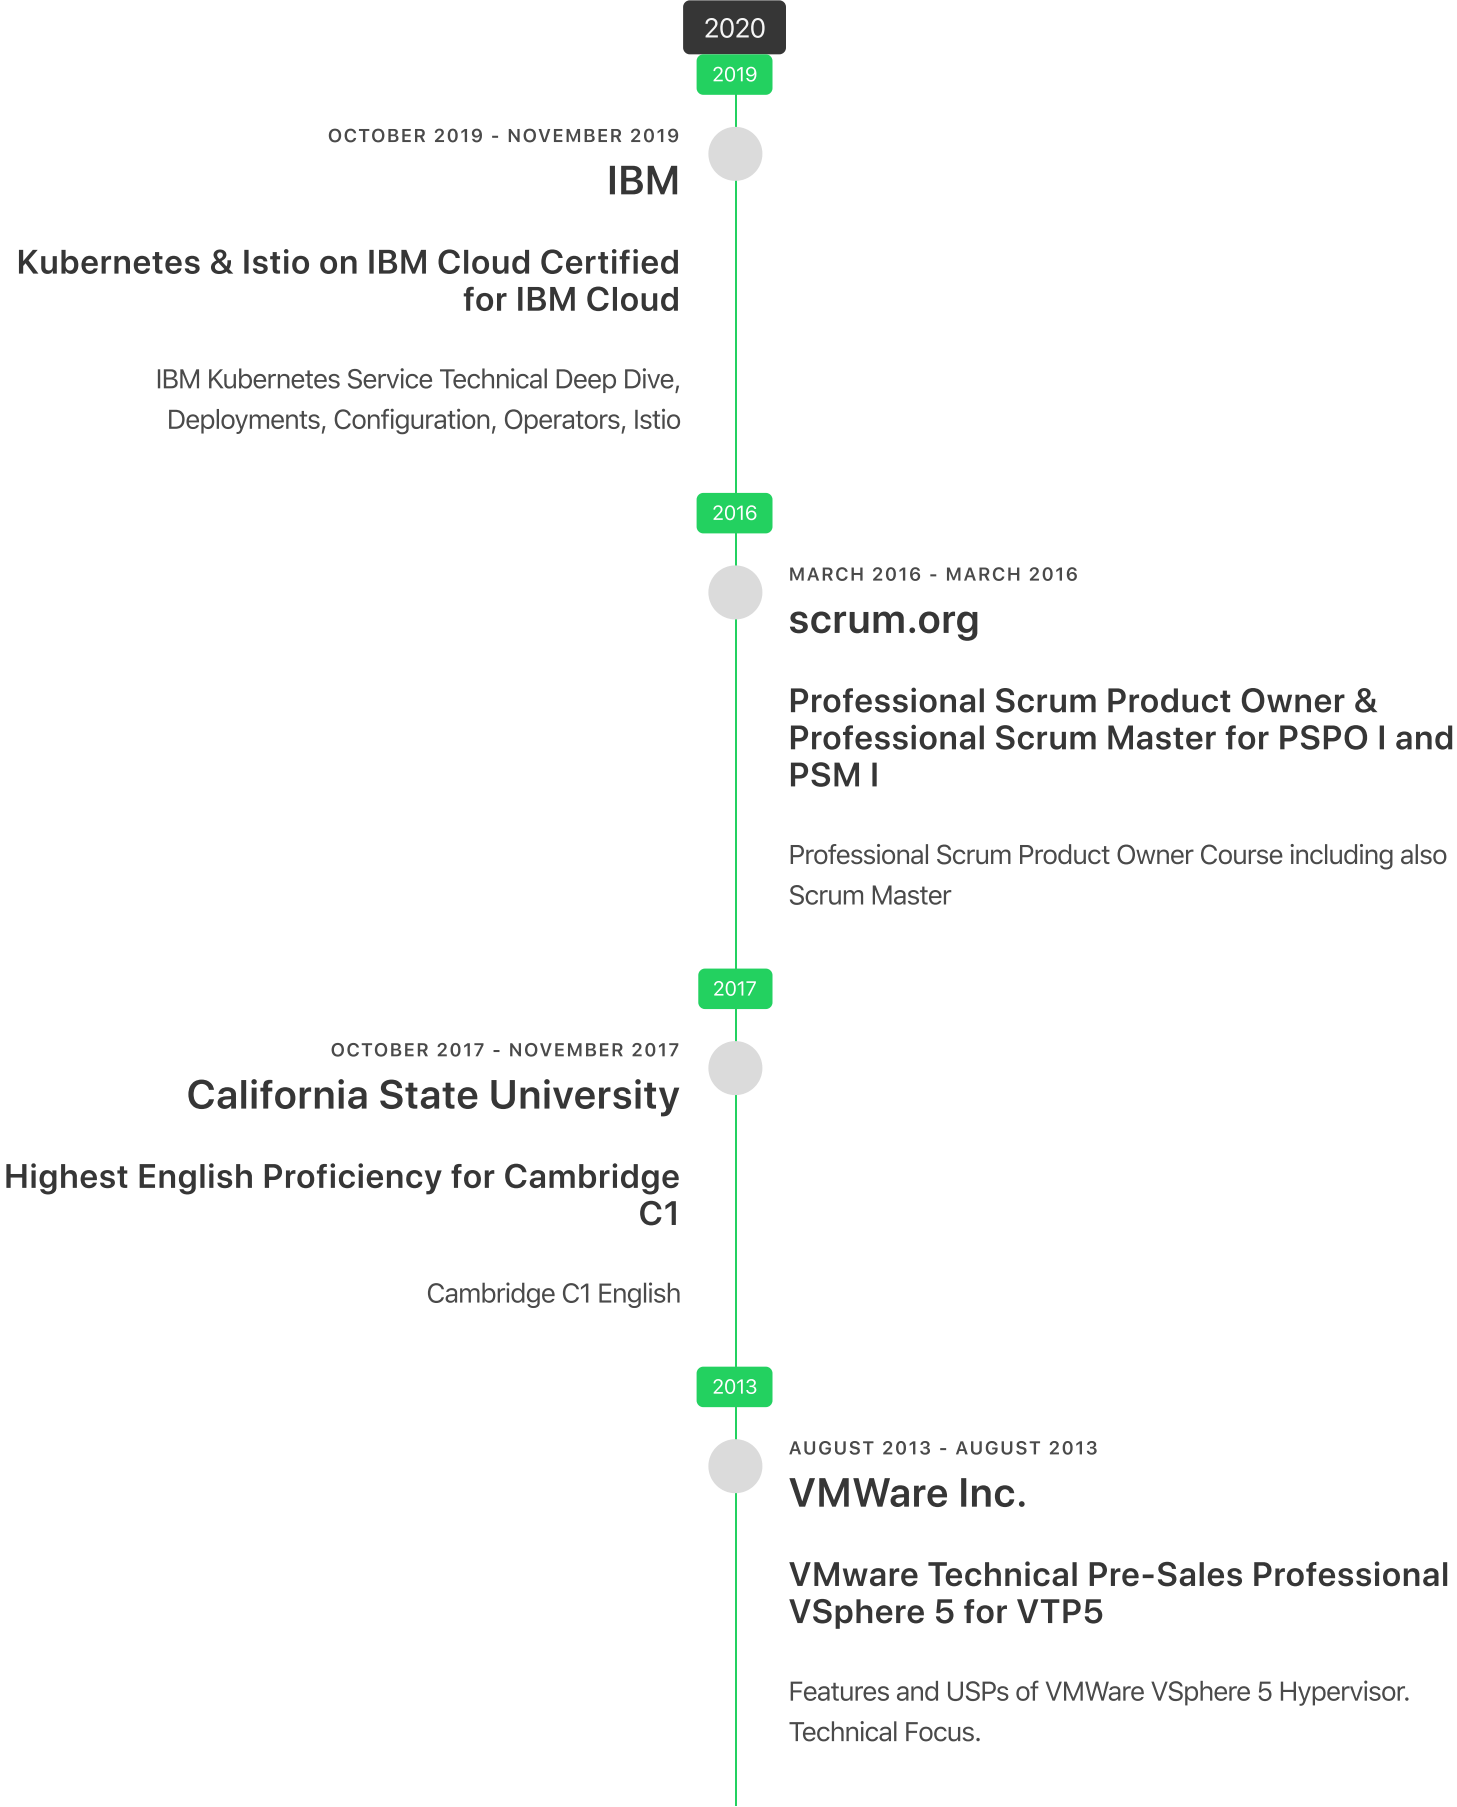 2020
2019
OCTOBER 2019 - NOVEMBER 2019
IBM
Kubernetes & Istio on IBM Cloud Certified
for IBM Cloud
IBM Kubernetes Service Technical Deep Dive,
Deployments, Configuration, Operators, Istio
2016
MARCH 2016 - MARCH 2016
scrum.org
Professional Scrum Product Owner &
Professional Scrum Master for PSPO I and
PSM I
Professional Scrum Product Owner Course including also
Scrum Master
2017
OCTOBER 2017 - NOVEMBER 2017
California State University
Highest English Proficiency for Cambridge
C1
Cambridge C1 English
2013
AUGUST 2013 - AUGUST 2013
VMWare Inc.
VMware Technical Pre-Sales Professional
VSphere 5 for VTP5
Features and USPs of VMWare VSphere 5 Hypervisor.
Technical Focus.